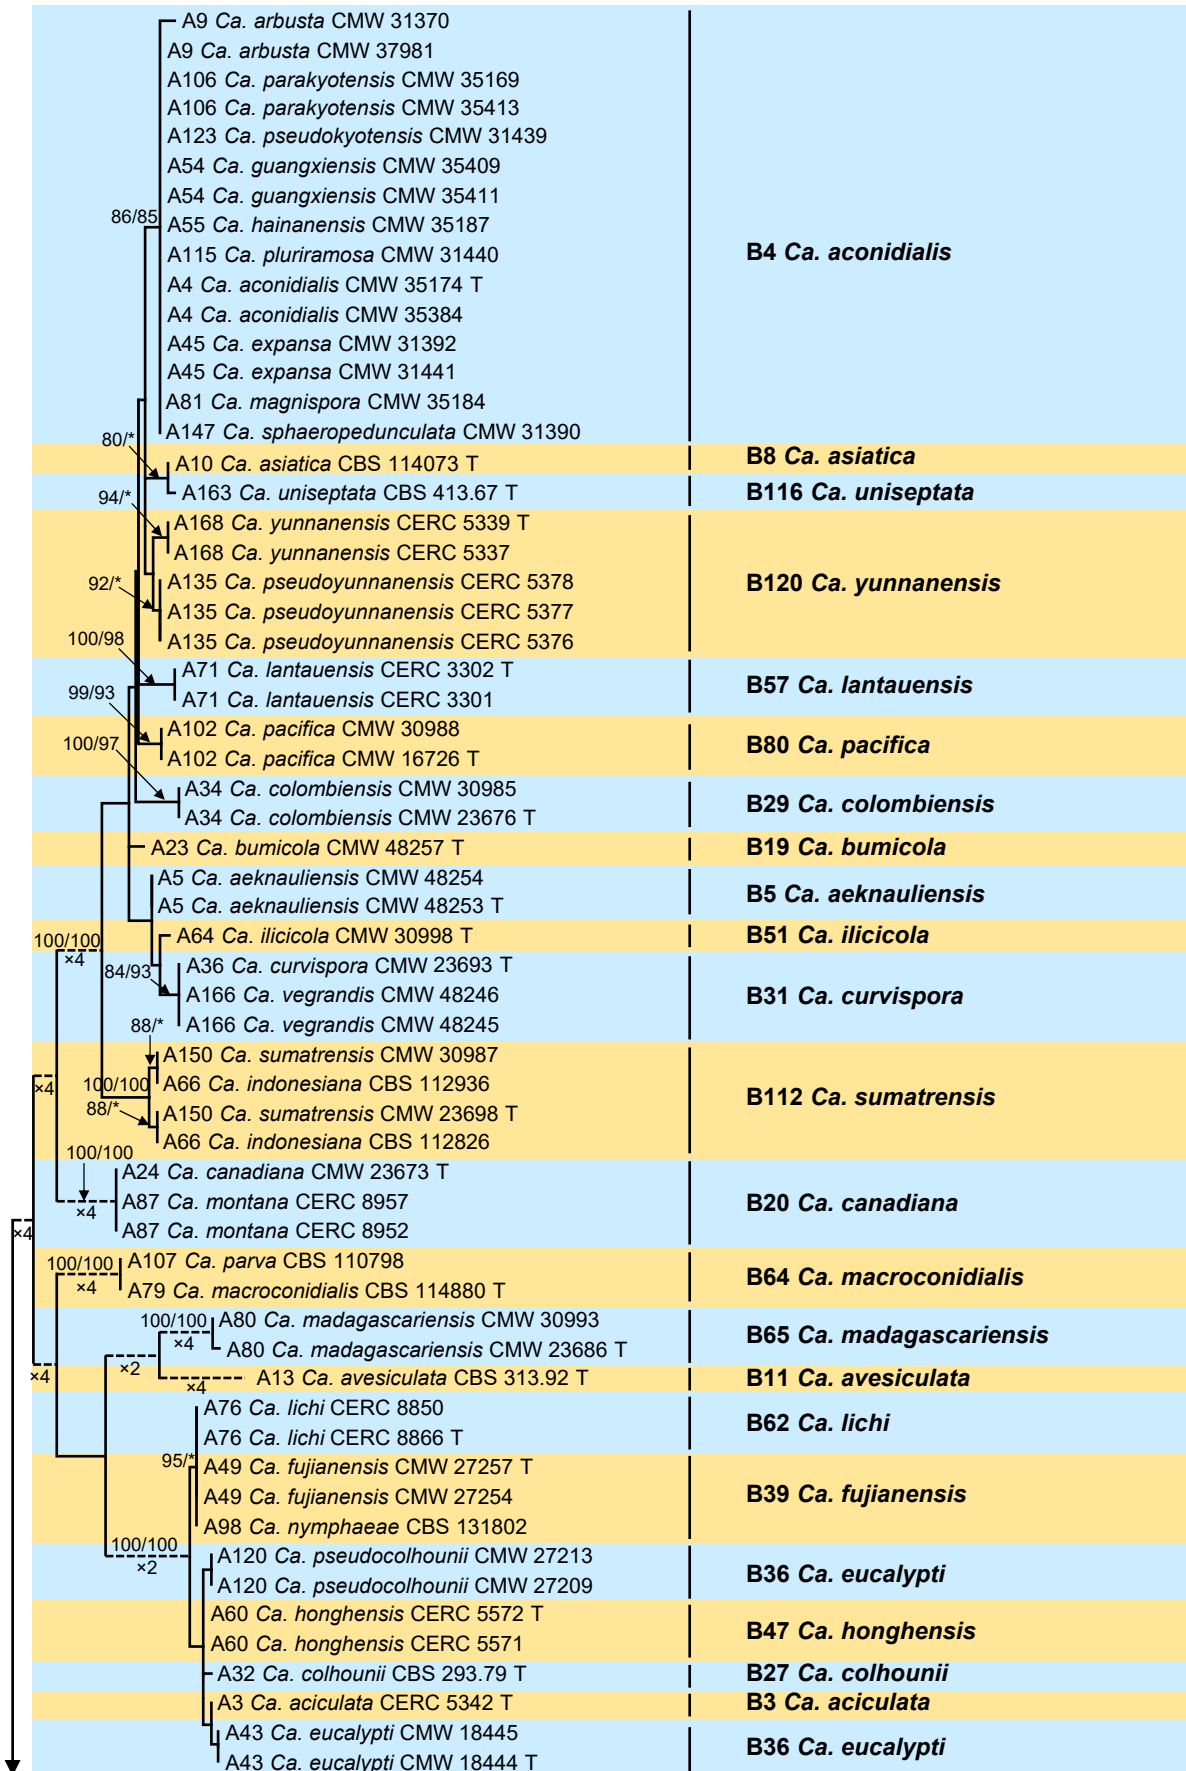 A9 Ca. arbusta CMW 31370
A9 Ca. arbusta CMW 37981
A106 Ca. parakyotensis CMW 35169
A106 Ca. parakyotensis CMW 35413
A123 Ca. pseudokyotensis CMW 31439
A54 Ca. guangxiensis CMW 35409
A54 Ca. guangxiensis CMW 35411
86/85
A55 Ca. hainanensis CMW 35187
A115 Ca. pluriramosa CMW 31440
B4 Ca. aconidialis
A4 Ca. aconidialis CMW 35174 T
A4 Ca. aconidialis CMW 35384
A45 Ca. expansa CMW 31392
A45 Ca. expansa CMW 31441
A81 Ca. magnispora CMW 35184
A147 Ca. sphaeropedunculata CMW 31390
80/*
A10 Ca. asiatica CBS 114073 T
B8 Ca. asiatica
A163 Ca. uniseptata CBS 413.67 T
B116 Ca. uniseptata
94/*
A168 Ca. yunnanensis CERC 5339 T
A168 Ca. yunnanensis CERC 5337
92/*
A135 Ca. pseudoyunnanensis CERC 5378
B120 Ca. yunnanensis
A135 Ca. pseudoyunnanensis CERC 5377
A135 Ca. pseudoyunnanensis CERC 5376
100/98
A71 Ca. lantauensis CERC 3302 T
B57 Ca. lantauensis
A71 Ca. lantauensis CERC 3301
99/93
A102 Ca. pacifica CMW 30988
B80 Ca. pacifica
100/97
A102 Ca. pacifica CMW 16726 T
A34 Ca. colombiensis CMW 30985
B29 Ca. colombiensis
A34 Ca. colombiensis CMW 23676 T
A23 Ca. bumicola CMW 48257 T
B19 Ca. bumicola
A5 Ca. aeknauliensis CMW 48254
B5 Ca. aeknauliensis
A5 Ca. aeknauliensis CMW 48253 T
A64 Ca. ilicicola CMW 30998 T
B51 Ca. ilicicola
100/100
×4
A36 Ca. curvispora CMW 23693 T
84/93
A166 Ca. vegrandis CMW 48246
B31 Ca. curvispora
A166 Ca. vegrandis CMW 48245
88/*
A150 Ca. sumatrensis CMW 30987
100/100
A66 Ca. indonesiana CBS 112936
×4
B112 Ca. sumatrensis
88/*
A150 Ca. sumatrensis CMW 23698 T
A66 Ca. indonesiana CBS 112826
100/100
A24 Ca. canadiana CMW 23673 T
A87 Ca. montana CERC 8957
B20 Ca. canadiana
×4
A87 Ca. montana CERC 8952
×4
100/100
A107 Ca. parva CBS 110798
B64 Ca. macroconidialis
×4
A79 Ca. macroconidialis CBS 114880 T
100/100
A80 Ca. madagascariensis CMW 30993
B65 Ca. madagascariensis
×4
A80 Ca. madagascariensis CMW 23686 T
×2
×4
A13 Ca. avesiculata CBS 313.92 T
B11 Ca. avesiculata
×4
A76 Ca. lichi CERC 8850
B62 Ca. lichi
A76 Ca. lichi CERC 8866 T
95/*
A49 Ca. fujianensis CMW 27257 T
A49 Ca. fujianensis CMW 27254
B39 Ca. fujianensis
A98 Ca. nymphaeae CBS 131802
100/100
×2
A120 Ca. pseudocolhounii CMW 27213
B36 Ca. eucalypti
A120 Ca. pseudocolhounii CMW 27209
A60 Ca. honghensis CERC 5572 T
B47 Ca. honghensis
A60 Ca. honghensis CERC 5571
A32 Ca. colhounii CBS 293.79 T
B27 Ca. colhounii
A3 Ca. aciculata CERC 5342 T
B3 Ca. aciculata
A43 Ca. eucalypti CMW 18445
B36 Ca. eucalypti
A43 Ca. eucalypti CMW 18444 T